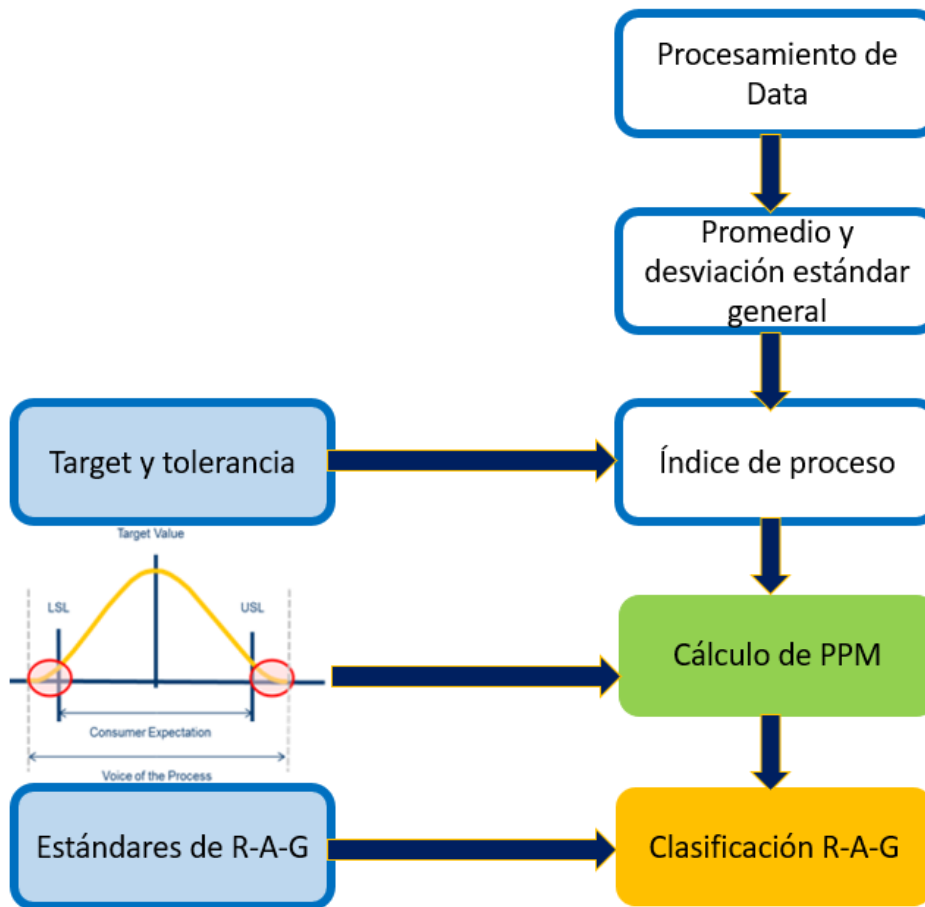 Procesamiento de
Data
Promedio y
desviación estándar
general
Target y tolerancia
Índice de proceso
Target Value
LSL
USL
Consumer Expectation
Voice of the Process
Cálculo de PPM
Estándares de R-A-G
Clasificación R-A-G